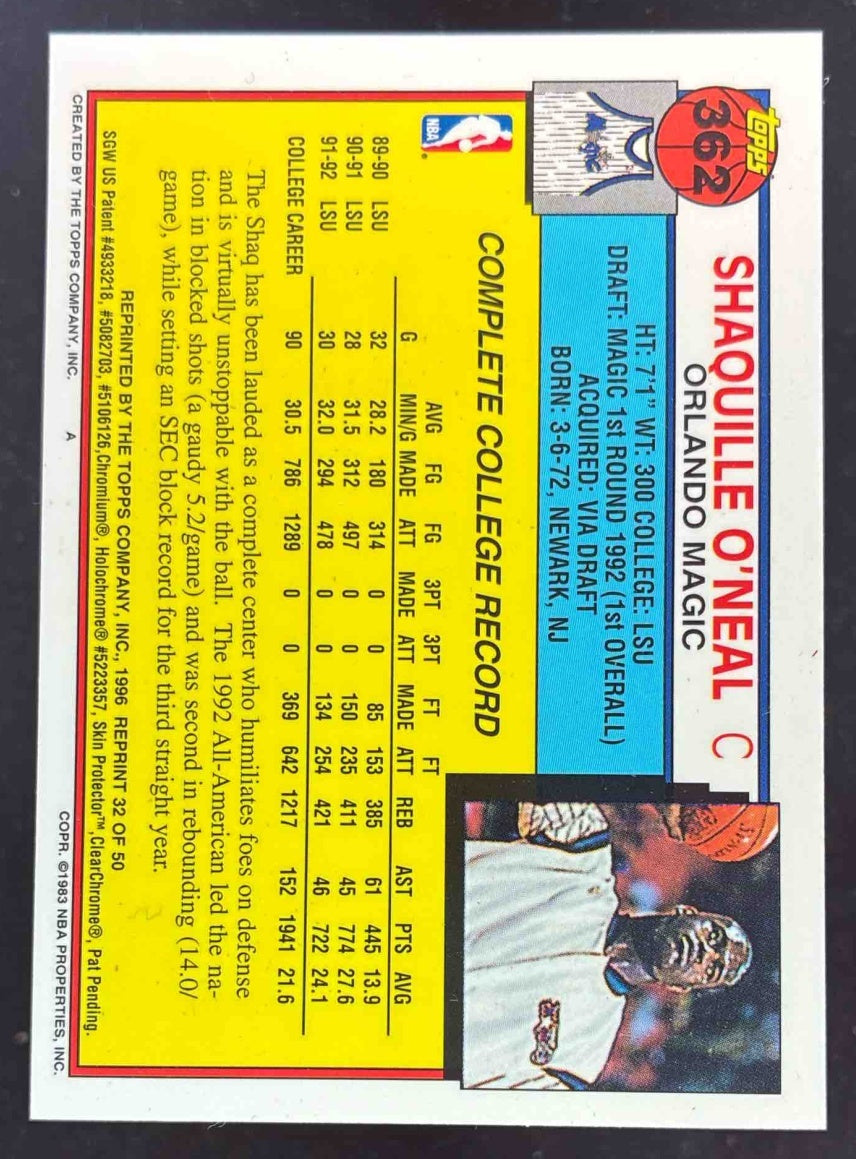 topps
362
SHAQUILLE O'NEAL C
ORLANDO MAGIC
Magic
HT: 7'1" WT: 300 COLLEGE: LSU
DRAFT: MAGIC 1st ROUND 1992 (1st OVERALL)
ACQUIRED: VIA DRAFT
BORN: 3-6-72, NEWARK, NJ
NBA®
COMPLETE COLLEGE RECORD
AVG FG FG 3PT 3PT FT FT
G MIN/G MADE ATT MADE ATT MADE ATT REB AST PTS AVG
89-90 LSU 32 28.2 180 314 0 0 85 153 385 61 445 13.9
90-91 LSU 28 31.5 312 497 0 0 150 235 411 45 774 27.6
91-92 LSU 30 32.0 294 478 0 0 134 254 421 46 722 24.1
COLLEGE CAREER 90 30.5 786 1289 0 0 369 642 1217 152 1941 21.6
The Shaq has been lauded as a complete center who humiliates foes on defense
and is virtually unstoppable with the ball. The 1992 All-American led the na-
tion in blocked shots (a gaudy 5.2/game) and was second in rebounding (14.0/
game), while setting an SEC block record for the third straight year.
REPRINTED BY THE TOPPS COMPANY, INC., 1996 REPRINT 32 OF 50
SGW US Patent #4933218, #5082703, #5106126,Chromium®, Holochrome® #5223357, Skin Protector™,ClearChrome®, Pat Pending.
CREATED BY THE TOPPS COMPANY, INC. A COPR. ©1983 NBA PROPERTIES, INC.